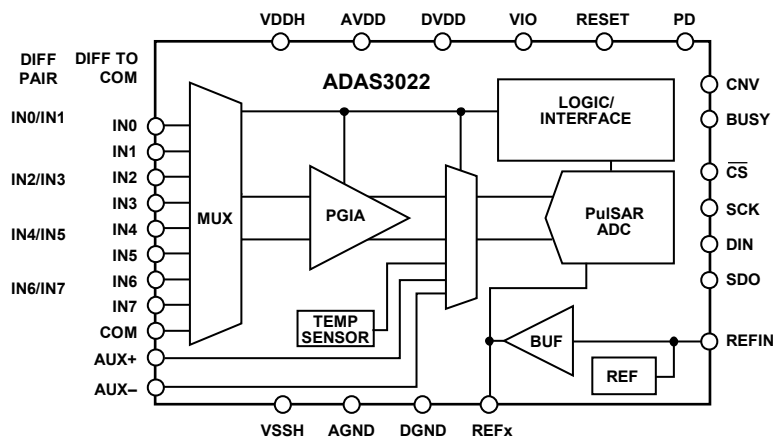 VDDH AVDD DVDD VIO RESET PD
DIFF
PAIR
DIFF TO
COM
ADAS3022
IN0/IN1
IN2/IN3
IN4/IN5
IN6/IN7
IN0
IN1
IN2
IN3
IN4
IN5
IN6
IN7
COM
AUX+
AUX–
MUX
PGIA
TEMP
SENSOR
LOGIC/
INTERFACE
PulSAR
ADC
BUF
REF
CNV
BUSY
CS
SCK
DIN
SDO
REFIN
VSSH AGND DGND REFx